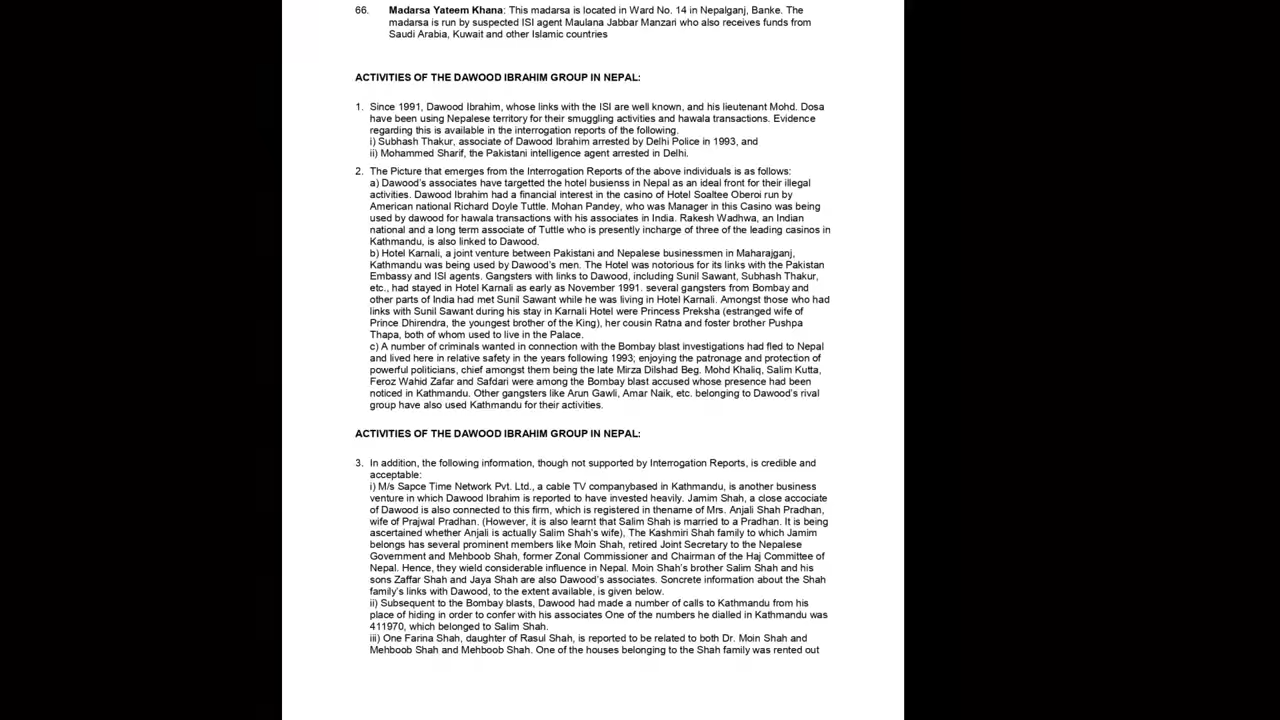 66. Madarsa Yateem Khana: This madarsa is located in Ward No. 14 in Nepalganj, Banke. The
madarsa is run by suspected ISI agent Maulana Jabbar Manzari who also receives funds from
Saudi Arabia, Kuwait and other Islamic countries
ACTIVITIES OF THE DAWOOD IBRAHIM GROUP IN NEPAL:
1. Since 1991, Dawood Ibrahim, whose links with the ISI are well known, and his lieutenant Mohd. Dosa
have been using Nepalese territory for their smuggling activities and hawala transactions. Evidence
regarding this is available in the interrogation reports of the following.
i) Subhash Thakur, associate of Dawood Ibrahim arrested by Delhi Police in 1993, and
ii) Mohammed Sharif, the Pakistani intelligence agent arrested in Delhi.
2. The Picture that emerges from the Interrogation Reports of the above individuals is as follows:
a) Dawood's associates have targetted the hotel busienss in Nepal as an ideal front for their illegal
activities. Dawood Ibrahim had a financial interest in the casino of Hotel Soaltee Oberoi run by
American national Richard Doyle Tuttle. Mohan Pandey, who was Manager in this Casino was being
used by dawood for hawala transactions with his associates in India. Rakesh Wadhwa, an Indian
national and a long term associate of Tuttle who is presently incharge of three of the leading casinos in
Kathmandu, is also linked to Dawood.
b) Hotel Karnali, a joint venture between Pakistani and Nepalese businessmen in Maharajganj,
Kathmandu was being used by Dawood's men. The Hotel was notorious for its links with the Pakistan
Embassy and ISI agents. Gangsters with links to Dawood, including Sunil Sawant, Subhash Thakur,
etc., had stayed in Hotel Karnali as early as November 1991. several gangsters from Bombay and
other parts of India had met Sunil Sawant while he was living in Hotel Karnali. Amongst those who had
links with Sunil Sawant during his stay in Karnali Hotel were Princess Preksha (estranged wife of
Prince Dhirendra, the youngest brother of the King), her cousin Ratna and foster brother Pushpa
Thapa, both of whom used to live in the Palace.
c) A number of criminals wanted in connection with the Bombay blast investigations had fled to Nepal
and lived here in relative safety in the years following 1993; enjoying the patronage and protection of
powerful politicians, chief amongst them being the late Mirza Dilshad Beg. Mohd Khaliq, Salim Kutta,
Feroz Wahid Zafar and Safdari were among the Bombay blast accused whose presence had been
noticed in Kathmandu. Other gangsters like Arun Gawli, Amar Naik, etc. belonging to Dawood's rival
group have also used Kathmandu for their activities.
ACTIVITIES OF THE DAWOOD IBRAHIM GROUP IN NEPAL:
3. In addition, the following information, though not supported by Interrogation Reports, is credible and
acceptable:
i) M/s Sapce Time Network Pvt. Ltd., a cable TV companybased in Kathmandu, is another business
venture in which Dawood Ibrahim is reported to have invested heavily. Jamim Shah, a close accociate
of Dawood is also connected to this firm, which is registered in thename of Mrs. Anjali Shah Pradhan,
wife of Prajwal Pradhan. (However, it is also learnt that Salim Shah is married to a Pradhan. It is being
ascertained whether Anjali is actually Salim Shah's wife), The Kashmiri Shah family to which Jamim
belongs has several prominent members like Moin Shah, retired Joint Secretary to the Nepalese
Government and Mehboob Shah, former Zonal Commissioner and Chairman of the Haj Committee of
Nepal. Hence, they wield considerable influence in Nepal. Moin Shah's brother Salim Shah and his
sons Zaffar Shah and Jaya Shah are also Dawood's associates. Soncrete information about the Shah
family's links with Dawood, to the extent available, is given below.
ii) Subsequent to the Bombay blasts, Dawood had made a number of calls to Kathmandu from his
place of hiding in order to confer with his associates One of the numbers he dialled in Kathmandu was
411970, which belonged to Salim Shah.
iii) One Farina Shah, daughter of Rasul Shah, is reported to be related to both Dr. Moin Shah and
Mehboob Shah and Mehboob Shah. One of the houses belonging to the Shah family was rented out